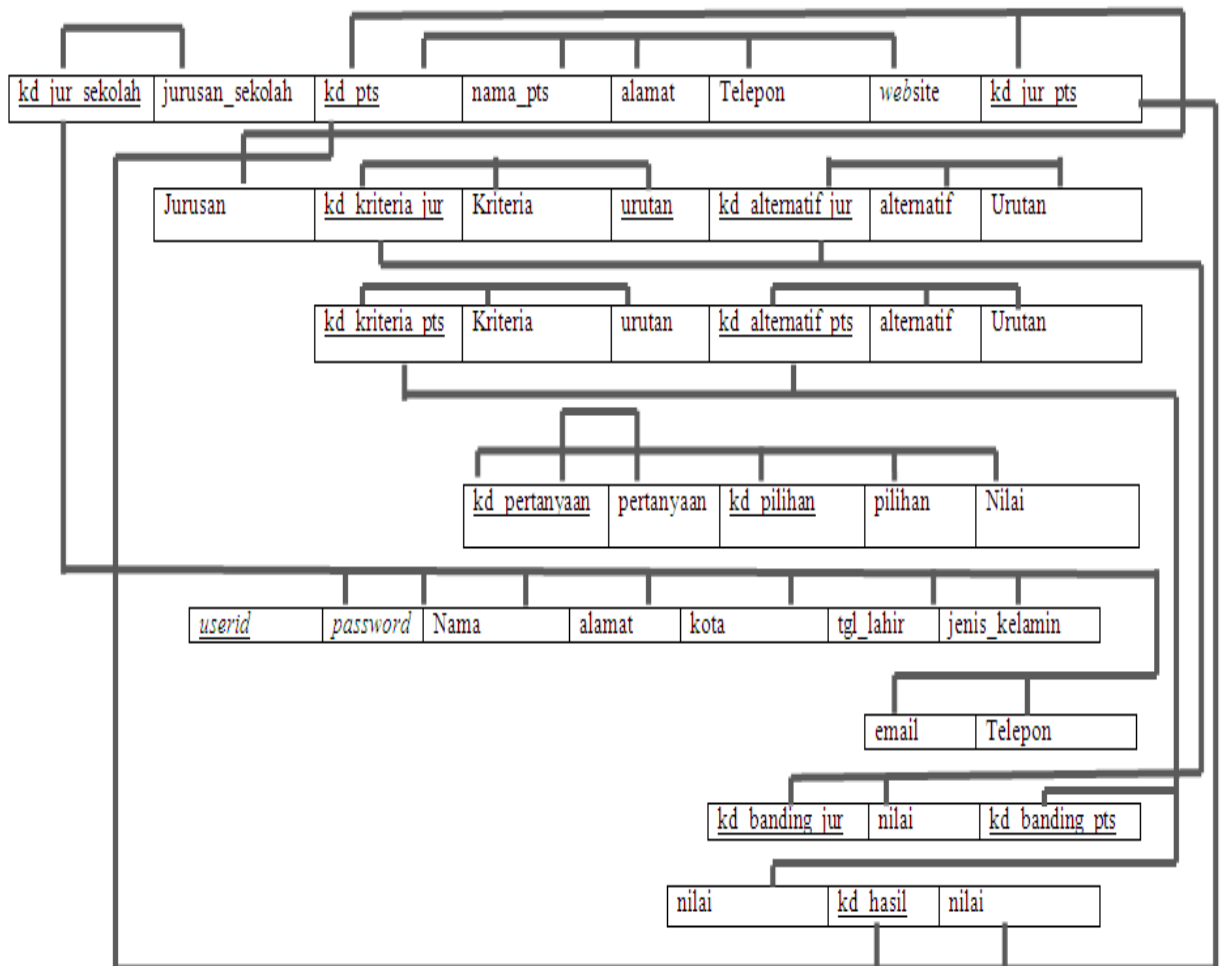 kd_jur_sekolah jurusan_sekolah kd_pts nama_pts alamat Telepon website kd_jur_pts
Jurusan kd_kriteria_jur Kriteria urutan kd_alternatif_jur alternatif Urutan
kd_kriteria_pts Kriteria urutan kd_alternatif_pts alternatif Urutan
kd_pertanyaan pertanyaan kd_pilihan pilihan Nilai
userid password Nama alamat kota tgl_lahir jenis_kelamin
email Telepon
kd_banding_jur nilai kd_banding_pts
nilai kd_hasil nilai